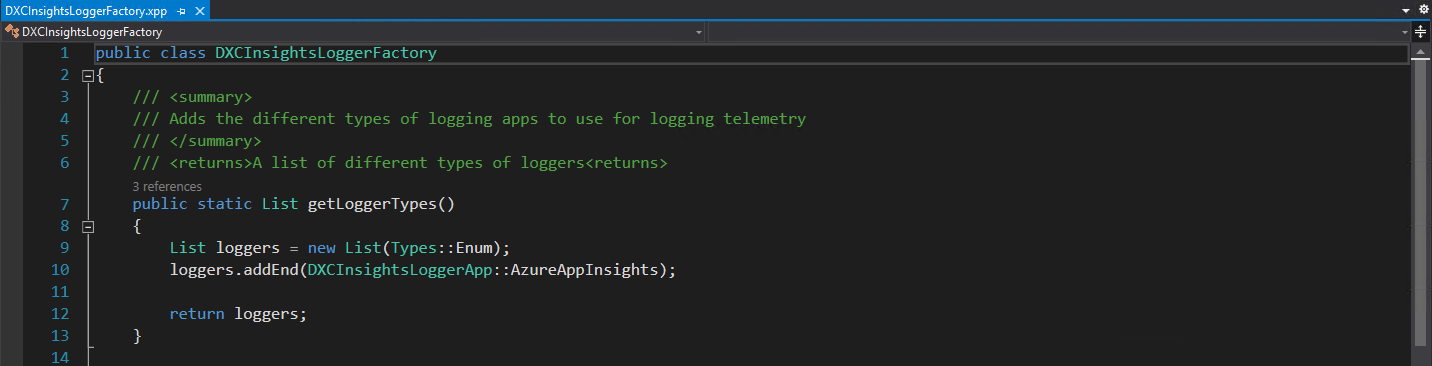 DXCInsightsLoggerFactory.xpp
DXCInsightsLoggerFactory
1 public class DXCInsightsLoggerFactory
2 {
3 /// <summary>
4 /// Adds the different types of logging apps to use for logging telemetry
5 /// </summary>
6 /// <returns>A list of different types of loggers<returns>
3 references
7 public static List getLoggerTypes()
8 {
9 List loggers = new List(Types::Enum);
10 loggers.addEnd(DXCInsightsLoggerApp::AzureAppInsights);
11
12 return loggers;
13 }
14